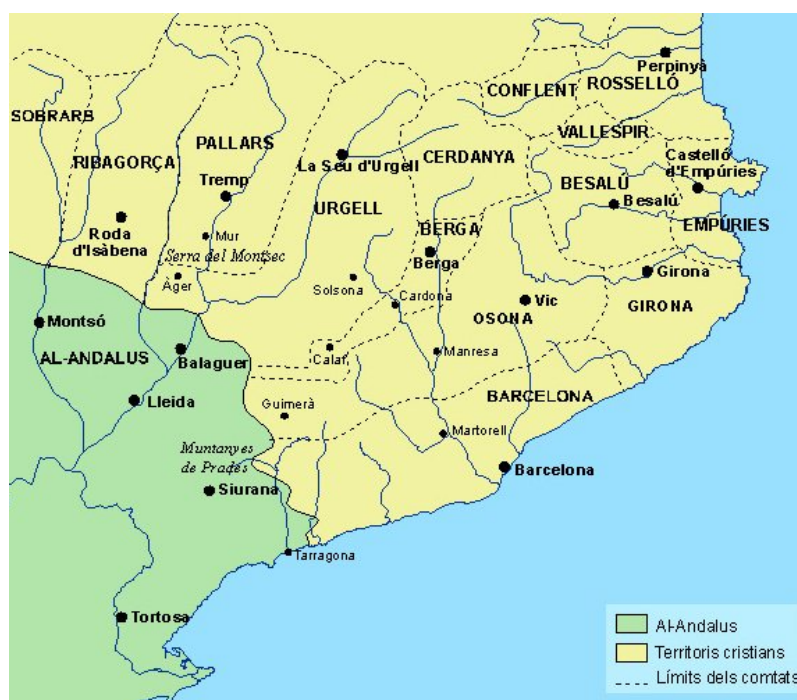 Perpinyà
CONFLENT
ROSSELLÓ
SOBRARB
VALLESPIR
RIBAGORÇA
PALLARS
La Seu d'Urgell
CERDANYA
Castelló
d'Empúries
Tremp
BESALÚ
Besalú
URGELL
Roda
d'Isàbena
Mur
BERGA
EMPÚRIES
Serra del Montsec
Berga
Girona
Àger
Solsona
Cardona
Vic
GIRONA
Montsó
OSONA
AL-ANDALUS
Balaguer
Calaf
Manresa
Lleida
BARCELONA
Guimerà
Martorell
Muntanyes
de Prades
Barcelona
Siurana
Tarragona
Tortosa
Al-Andalus
Territoris cristians
Límits dels comtats